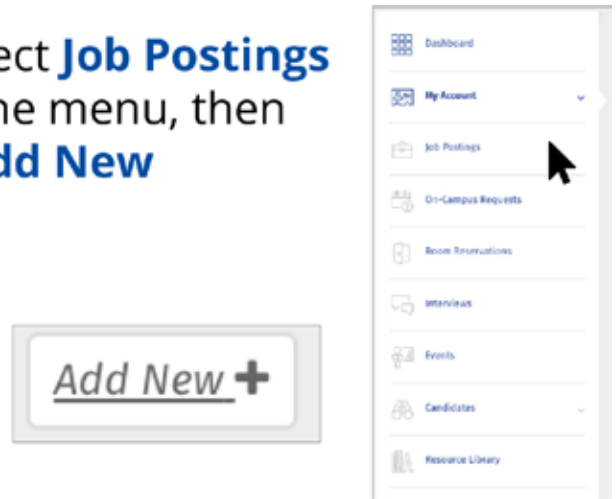 ect Job Postings
he menu, then
dd New
Add New +
Dashboard
My Account
Job Postings
On-Campus Requests
Room Reservations
Interviews
Events
Candidates
Resource Library